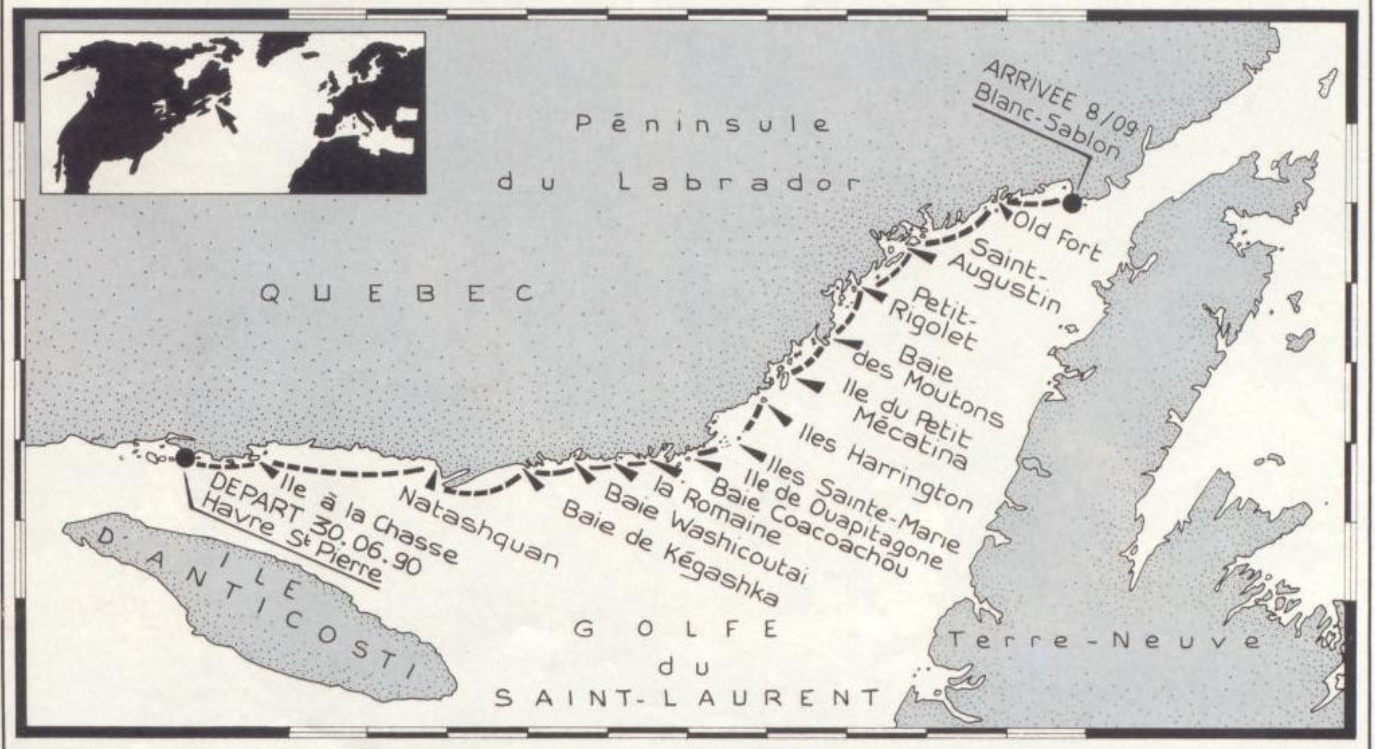 Péninsule
du Labrador
QUEBEC
ARRIVEE 8/09
Blanc-Sablon
Old Fort
Saint-
Augustin
Petit-
Rigolet
Baie
des Moutons
Ile du Petit
Mécatina
Iles Harrington
Iles Sainte-Marie
Ile de Ouapitagone
Baie Coacoachou
la Romaine
Baie Washicoutai
Baie de Kégashka
Natashquan
Ile à la Chasse
DEPART 30.06.90
Havre St Pierre
ILE
D'ANTICOSTI
GOLFE
du
SAINT-LAURENT
Terre-Neuve